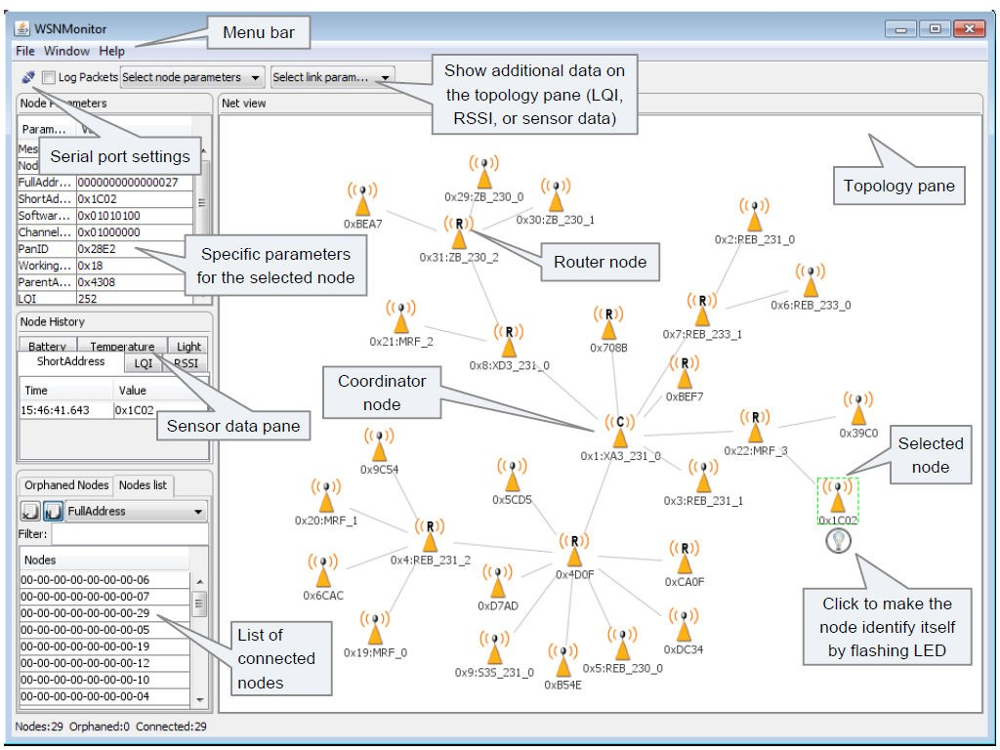 WSNMonitor
Menu bar
File Window Help
Log Packets Select node parameters Select link param...
Show additional data on
the topology pane (LQI,
RSSI, or sensor data)
Node Parameters
Net view
Param...
Serial port settings
FullAddr... 0000000000000027
ShortAd... 0x1C02
Softwar... 0x01010100
Channel... 0x01000000
PanID 0x28E2
Working... 0x18
ParentA... 0x4308
LQI 252
Specific parameters
for the selected node
Topology pane
Router node
0x29:ZB_230_0
0xBEA7
0x30:ZB_230_1
0x31:ZB_230_2
0x2:REB_231_0
0x6:REB_233_0
0x21:MRF_2
0x8:XD3_231_0
0x708B
0x7:REB_233_1
0xBEF7
Node History
Battery Temperature Light
ShortAddress LQI RSSI
Time Value
15:46:41.643 0x1C02
Sensor data pane
Coordinator
node
0x1:XA3_231_0
0x22:MRF_3
0x39C0
Selected
node
0x1C02
0x3:REB_231_1
0x9C54
0x5CD5
0x20:MRF_1
0x4:REB_231_2
0x4D0F
0xCA0F
0x6CAC
0xD7AD
0x19:MRF_0
0x9:S35_231_0
0xB54E
0x5:REB_230_0
0xDC34
Click to make the
node identify itself
by flashing LED
Orphaned Nodes Nodes list
FullAddress
Filter:
Nodes
00-00-00-00-00-00-00-06
00-00-00-00-00-00-00-07
00-00-00-00-00-00-00-29
00-00-00-00-00-00-00-05
00-00-00-00-00-00-00-19
00-00-00-00-00-00-00-12
00-00-00-00-00-00-00-10
00-00-00-00-00-00-00-04
List of
connected
nodes
Nodes:29 Orphaned:0 Connected:29